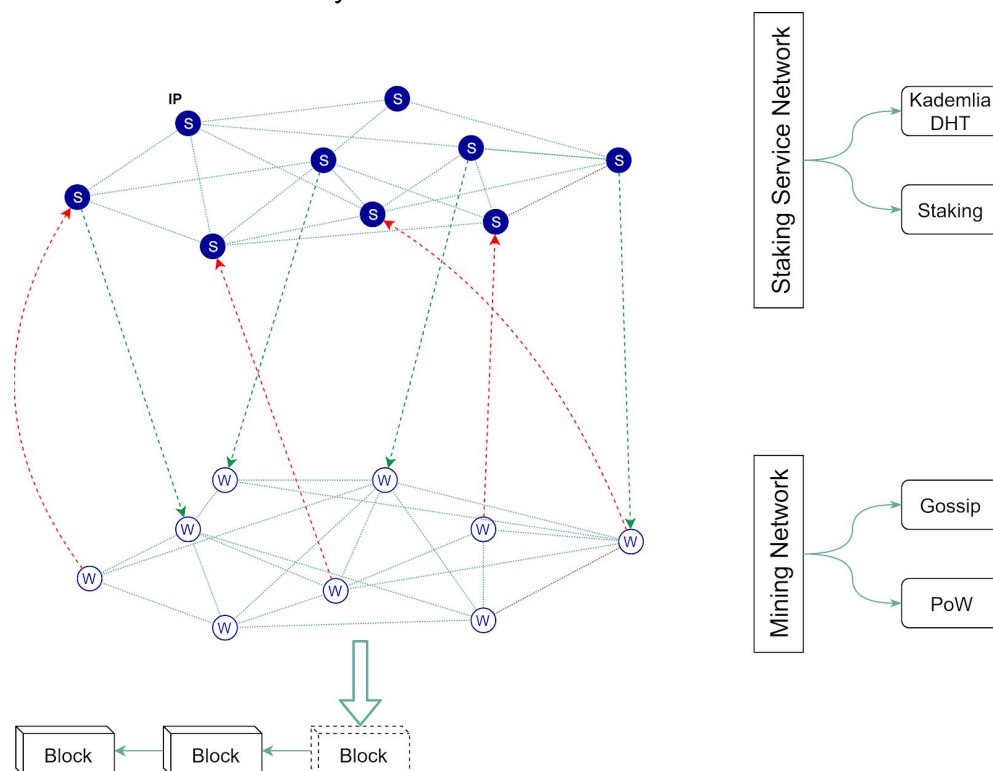 IP
S
S
S
S
S
S
S
S
S
W
W
W
W
W
W
W
W
W
Block
Block
Block
Staking Service Network
Kademlia
DHT
Staking
Mining Network
Gossip
PoW